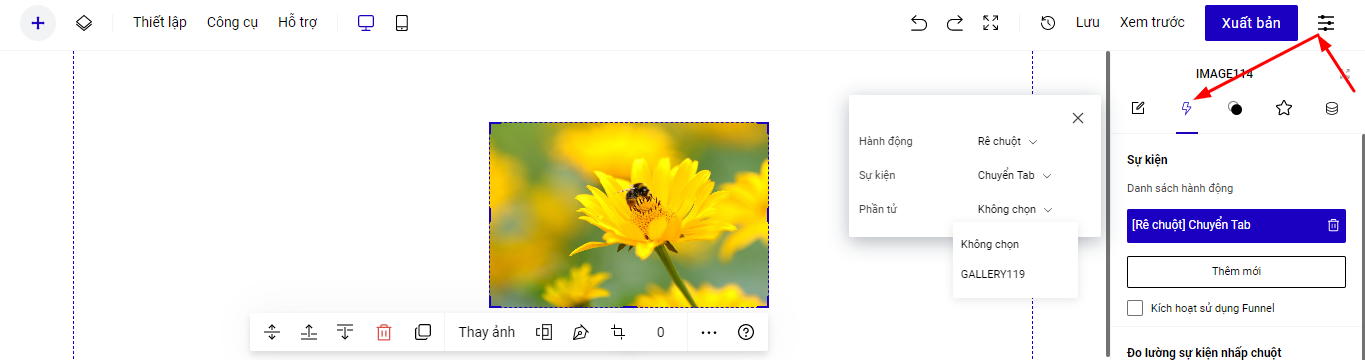 Thiết lập Công cụ Hỗ trợ Lưu Xem trước Xuất bản
IMAGE114
Hành động Rê chuột
Sự kiện Chuyển Tab
Phần tử Không chọn
Không chọn
GALLERY119
Sự kiện
Danh sách hành động
[Rê chuột] Chuyển Tab
Thêm mới
Kích hoạt sử dụng Funnel
Thay ảnh 0
Đo lường sự kiện nhấp chuột